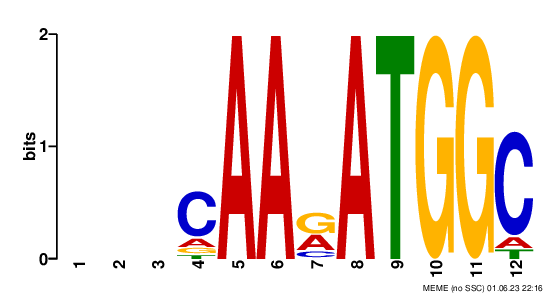 2
bits
1
0
C A A G A T G G C
A A A
G C T
T
1 2 3 4 5 6 7 8 9 10 11 12
MEME (no SSC) 01.06.23 22:16